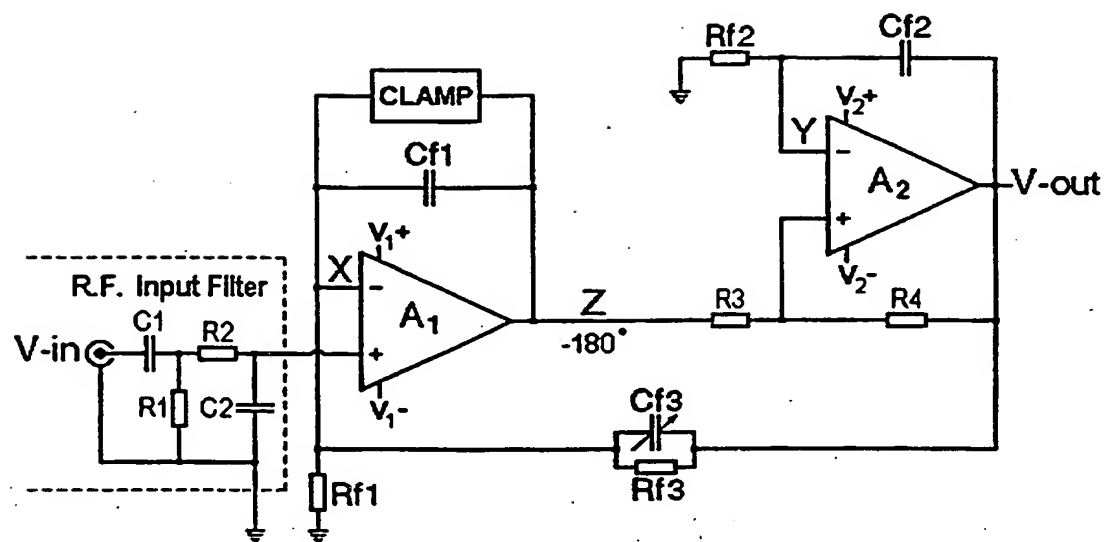 Rf2
Cf2
CLAMP
V2+
Y
−
A2
V-out
+
V2-
Cf1
V1+
X
−
A1
+
V1-
Z
-180°
R3
R4
R.F. Input Filter
C1
R2
V-in
R1
C2
Cf3
Rf3
Rf1